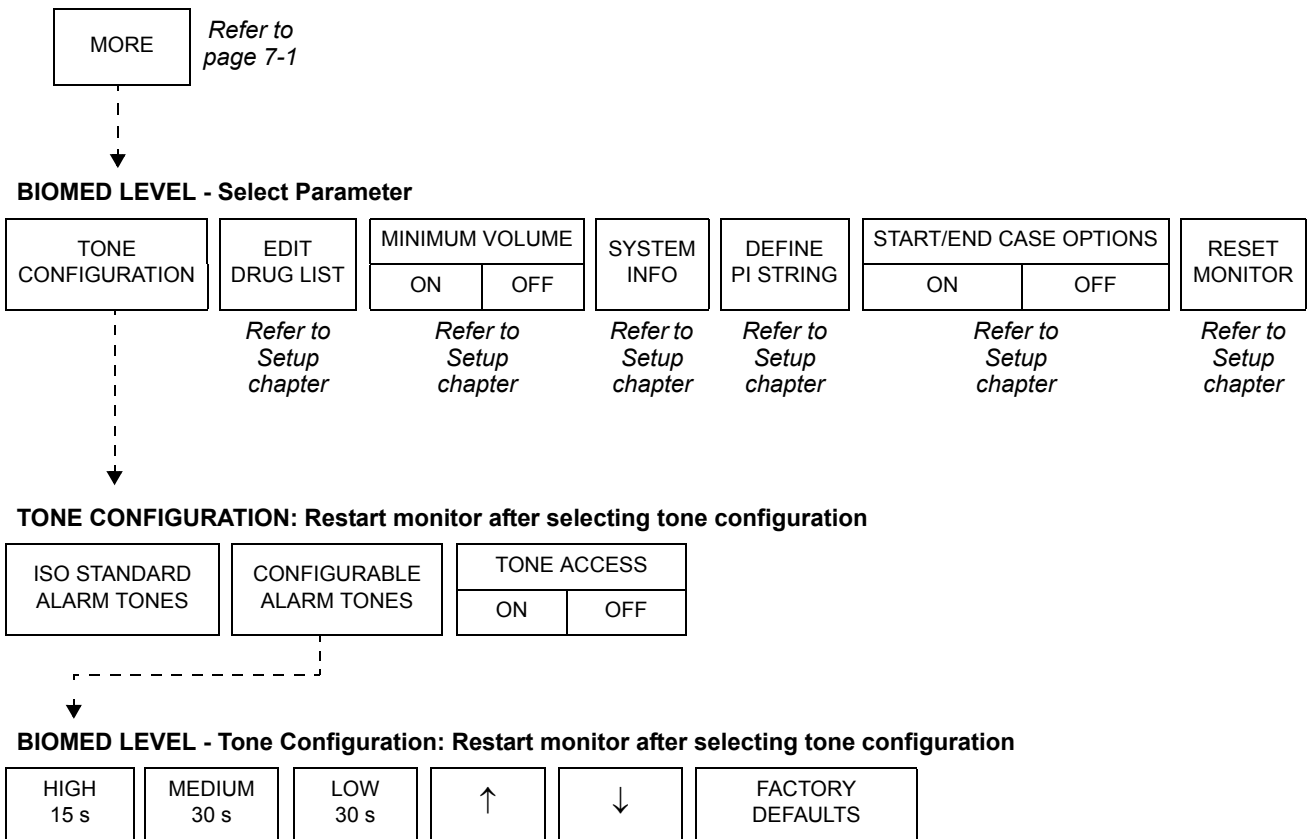 MORE
Refer to
page 7-1
BIOMED LEVEL - Select Parameter
TONE
CONFIGURATION
EDIT
DRUG LIST
MINIMUM VOLUME
ON
OFF
SYSTEM
INFO
DEFINE
PI STRING
START/END CASE OPTIONS
ON
OFF
RESET
MONITOR
Refer to
Setup
chapter
Refer to
Setup
chapter
Refer to
Setup
chapter
Refer to
Setup
chapter
Refer to
Setup
chapter
Refer to
Setup
chapter
TONE CONFIGURATION: Restart monitor after selecting tone configuration
ISO STANDARD
ALARM TONES
CONFIGURABLE
ALARM TONES
TONE ACCESS
ON
OFF
BIOMED LEVEL - Tone Configuration: Restart monitor after selecting tone configuration
HIGH
15 s
MEDIUM
30 s
LOW
30 s
↑
↓
FACTORY
DEFAULTS